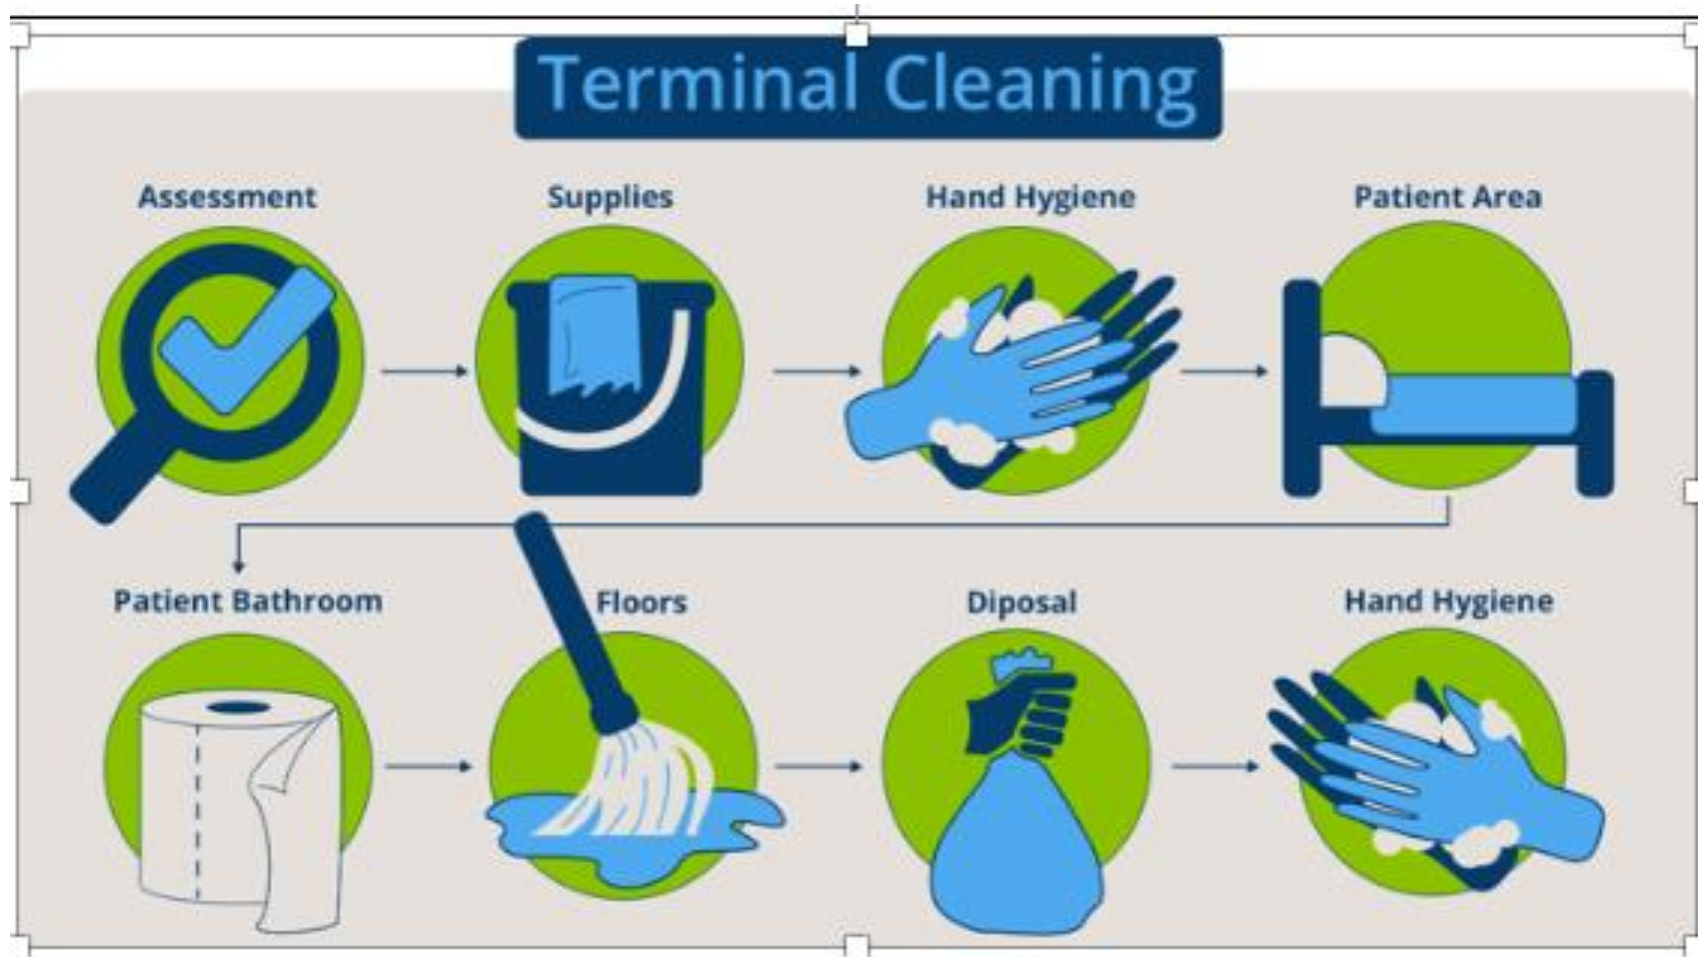 Terminal Cleaning
Assessment
Supplies
Hand Hygiene
Patient Area
Patient Bathroom
Floors
Diposal
Hand Hygiene